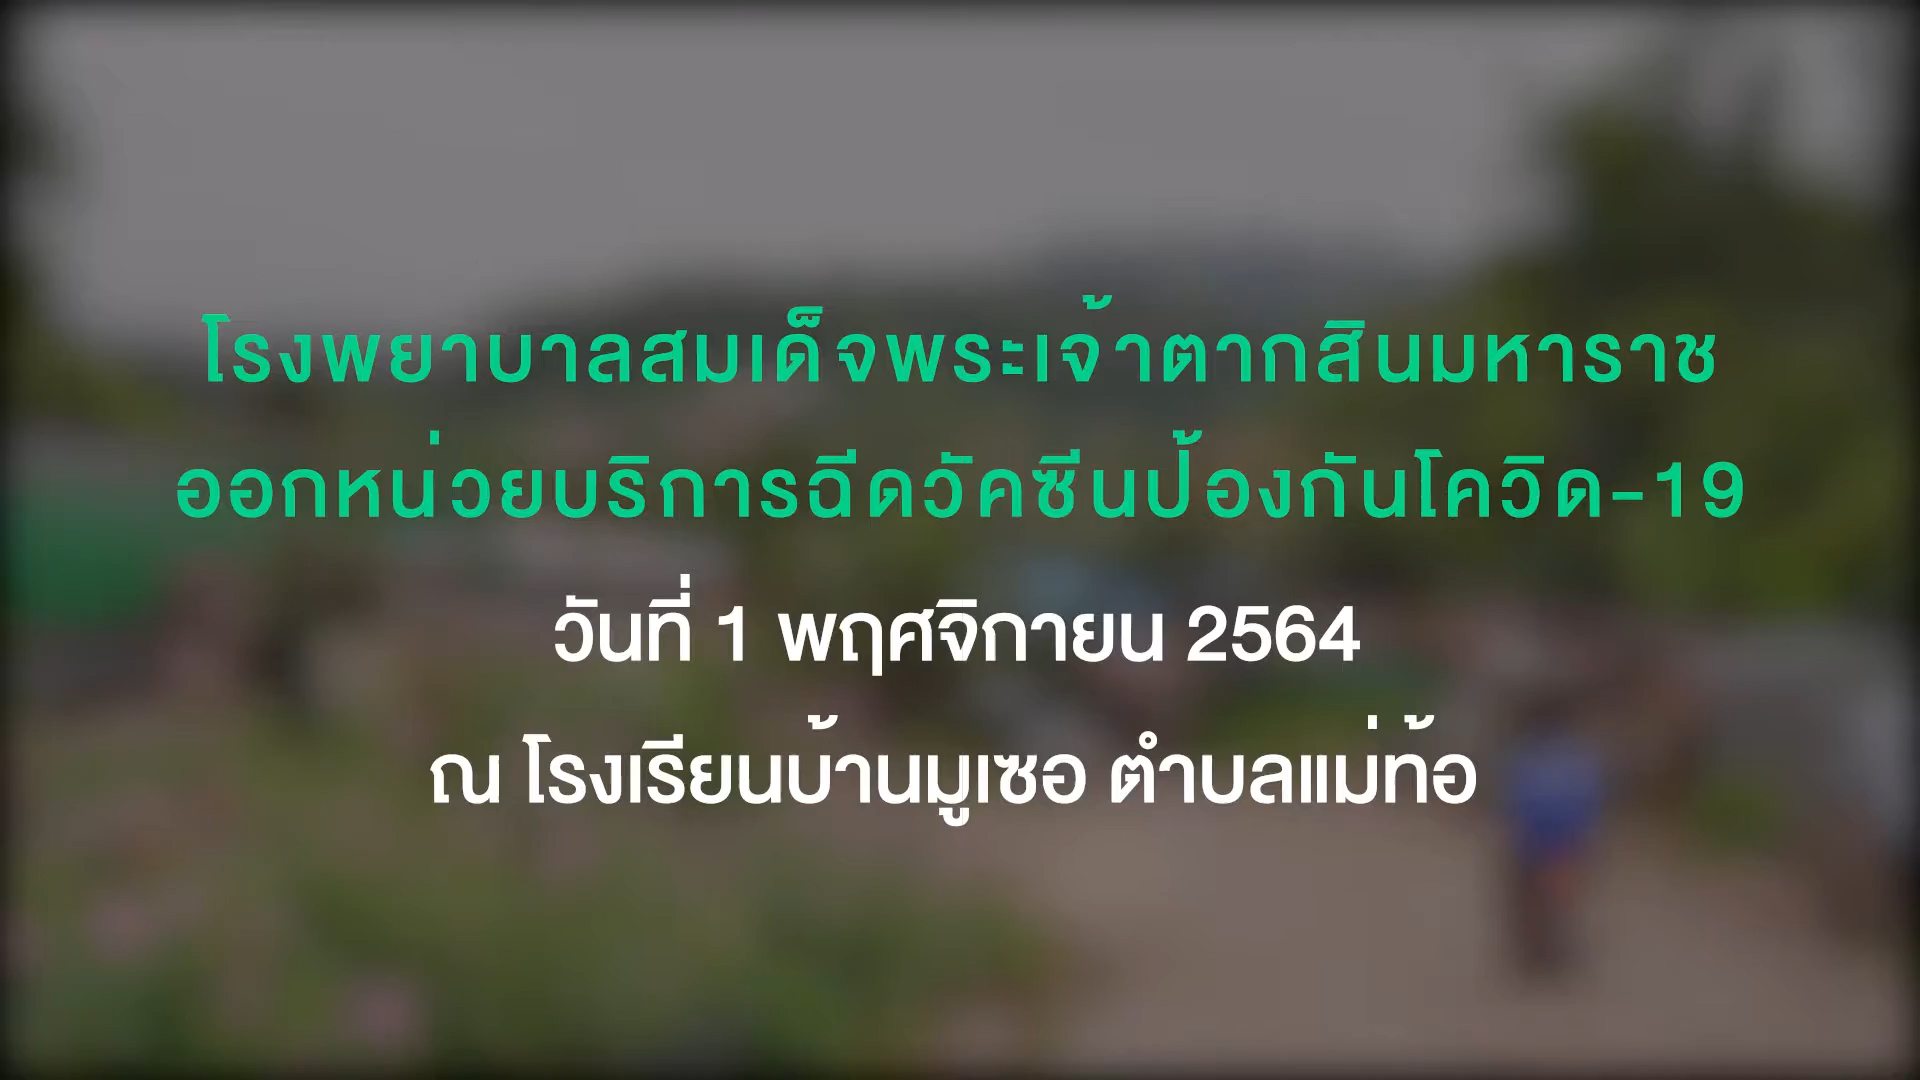 โรงพยาบาลสมเด็จพระเจ้าตากสินมหาราช
ออกหน่วยบริการฉีดวัคซีนป้องกันโควิด-19
วันที่ 1 พฤศจิกายน 2564
ณ โรงเรียนบ้านมูเซอ ตำบลแม่ท้อ